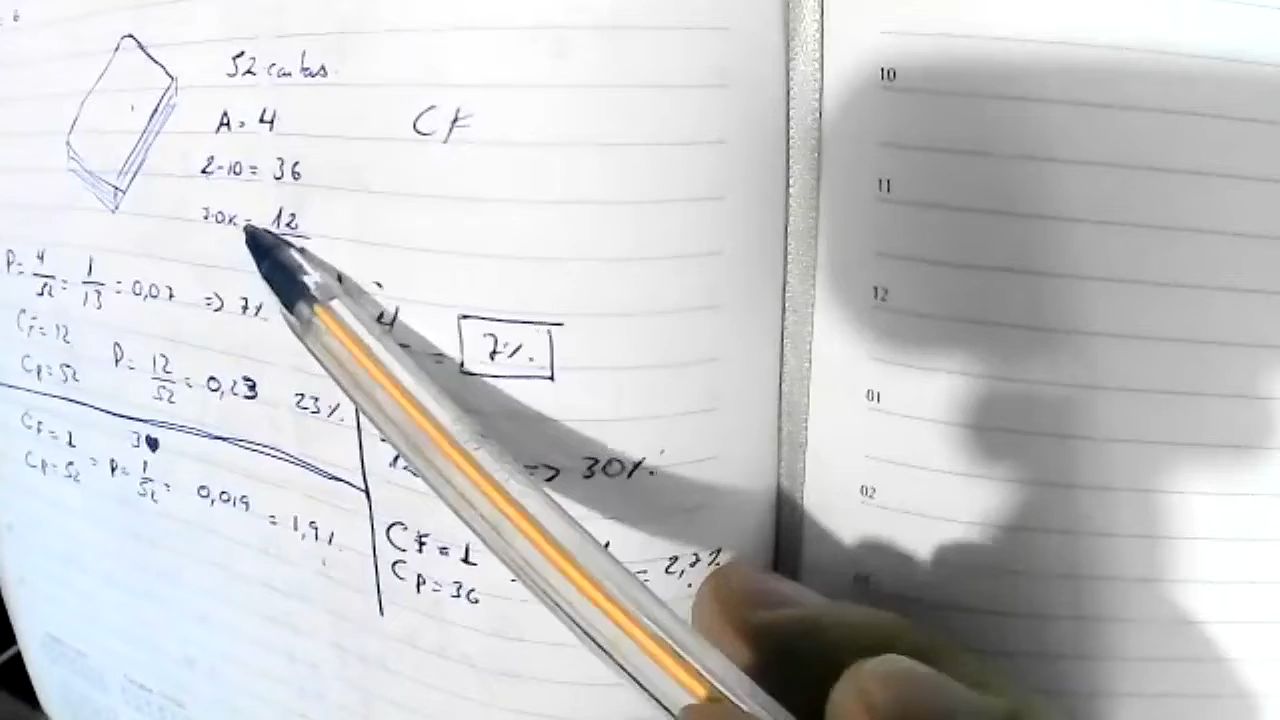 52 cartas.
A = 4
CF
2-10 = 36
12
P = 4/52 = 1/13 = 0,07 => 7%
4
7%.
CF = 12
CP = 52
P = 12/52 = 0,23 23%.
=> 30%.
CF = 1
CP = 52
3♥
= P = 1/52 = 0,019 = 1,9%.
CF = 1
CP = 36
= 2,7%
10
11
12
01
02